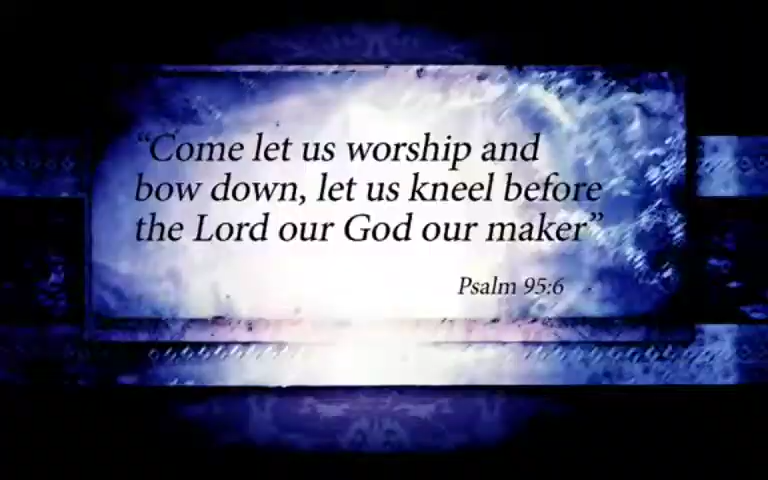 “Come let us worship and
bow down, let us kneel before
the Lord our God our maker”
Psalm 95:6